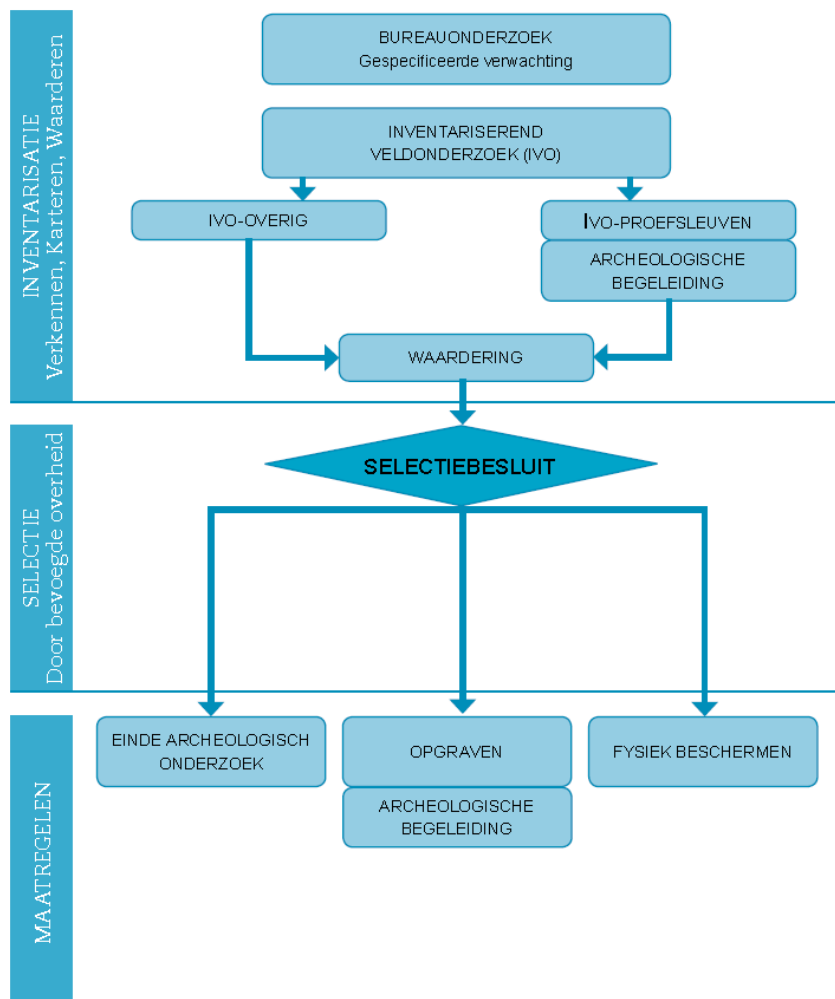 INVENTARISATIE
Verkennen, Karteren, Waarderen
BUREAUONDERZOEK
Gespecificeerde verwachting
INVENTARISEREND
VELDONDERZOEK (IVO)
IVO-OVERIG
IVO-PROEFSLEUVEN
ARCHEOLOGISCHE
BEGELEIDING
WAARDERING
SELECTIE
Door bevoegde overheid
SELECTIEBESLUIT
MAATREGELEN
EINDE ARCHEOLOGISCH
ONDERZOEK
OPGRAVEN
ARCHEOLOGISCHE
BEGELEIDING
FYSIEK BESCHERMEN